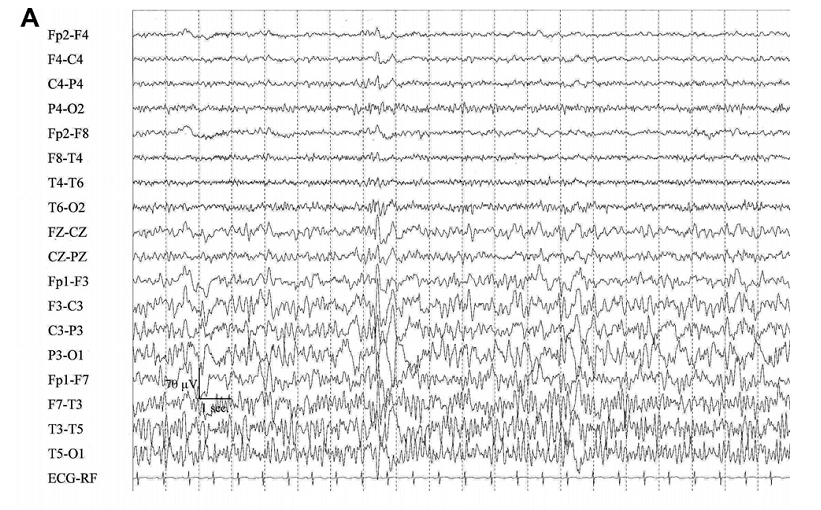 A
Fp2-F4
F4-C4
C4-P4
P4-O2
Fp2-F8
F8-T4
T4-T6
T6-O2
FZ-CZ
CZ-PZ
Fp1-F3
F3-C3
C3-P3
P3-O1
Fp1-F7
70 µV
F7-T3
1 sec.
T3-T5
T5-O1
ECG-RF